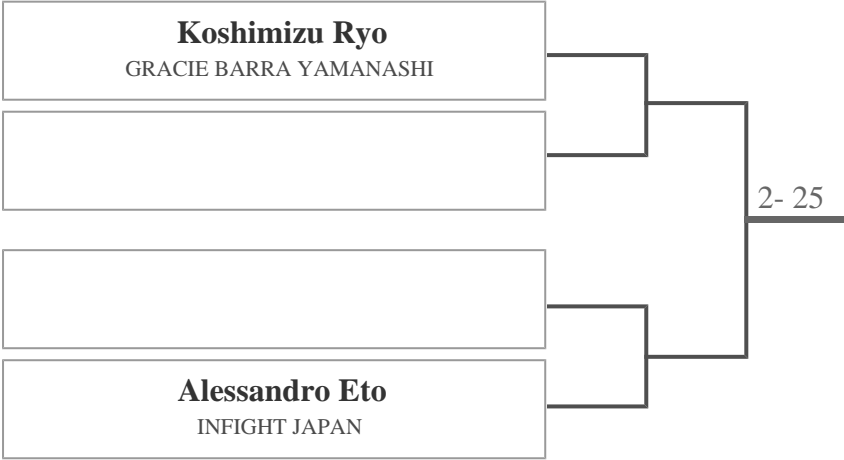 Koshimizu Ryo
GRACIE BARRA YAMANASHI
2- 25
Alessandro Eto
INFIGHT JAPAN